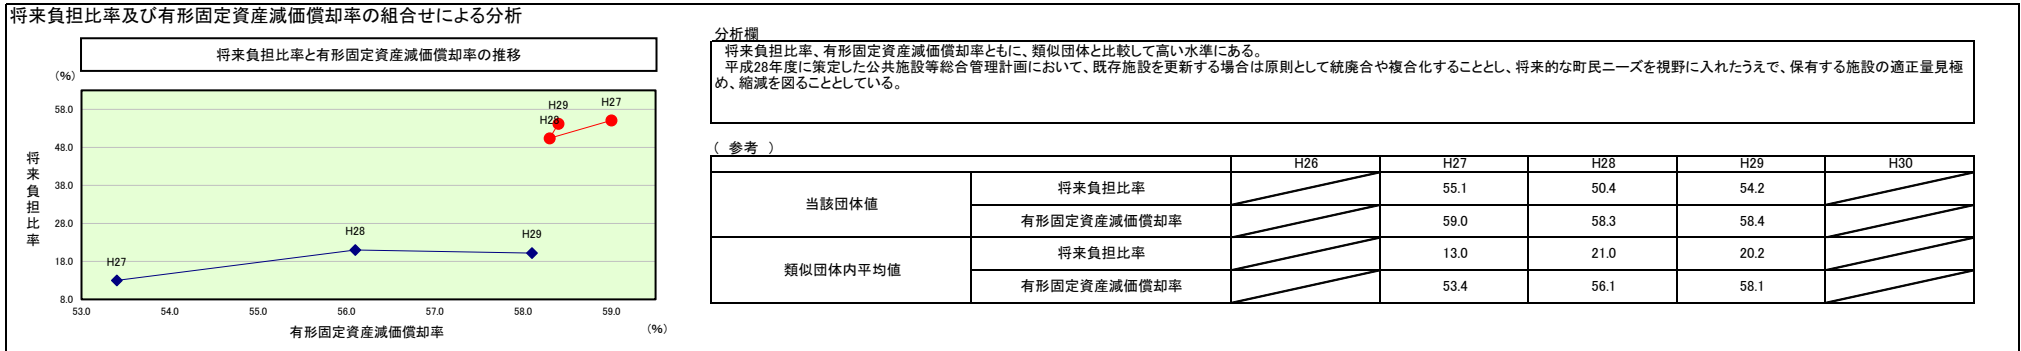 将来負担比率及び有形固定資産減価償却率の組合せによる分析
将来負担比率と有形固定資産減価償却率の推移
(%)
58.0
48.0
38.0
28.0
18.0
8.0
将来負担比率
H29
H27
H28
H28
H29
H27
53.0 54.0 55.0 56.0 57.0 58.0 59.0
有形固定資産減価償却率
(%)
分析欄
将来負担比率、有形固定資産減価償却率ともに、類似団体と比較して高い水準にある。
平成28年度に策定した公共施設等総合管理計画において、既存施設を更新する場合は原則として統廃合や複合化することとし、将来的な町民ニーズを視野に入れたうえで、保有する施設の適正量見極
め、縮減を図ることとしている。
( 参考 )
H26 H27 H28 H29 H30
当該団体値
将来負担比率 55.1 50.4 54.2
有形固定資産減価償却率 59.0 58.3 58.4
類似団体内平均値
将来負担比率 13.0 21.0 20.2
有形固定資産減価償却率 53.4 56.1 58.1